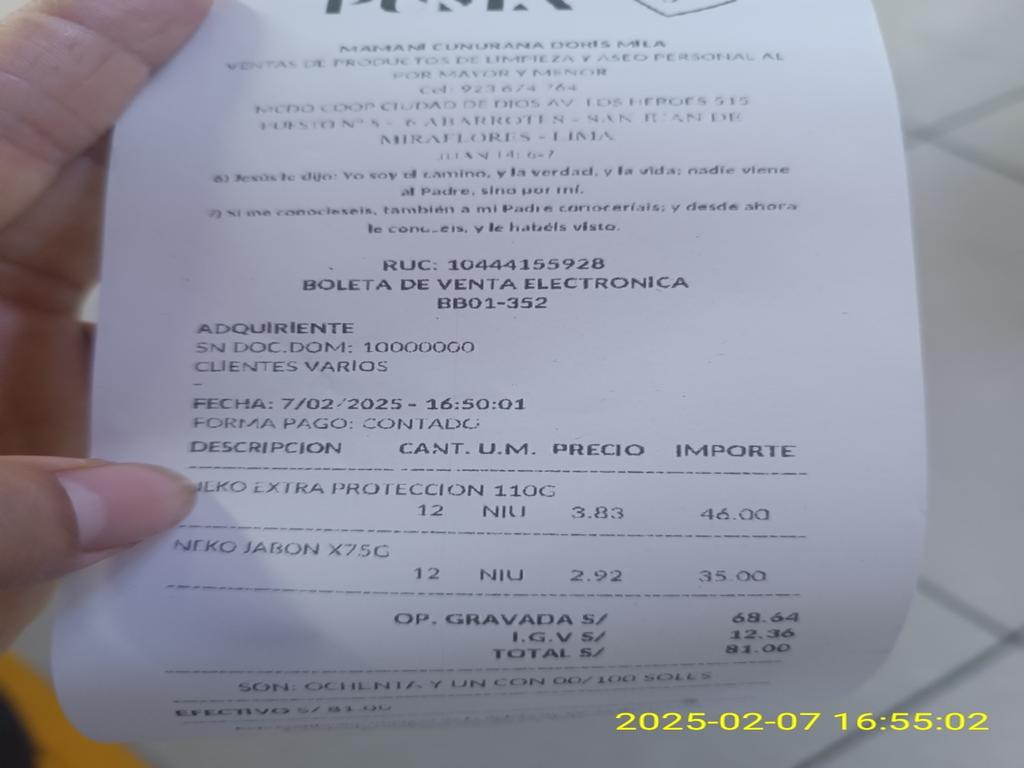 PUMA
MAMANI CUNURANA DORIS MILA
VENTAS DE PRODUCTOS DE LIMPIEZA Y ASEO PERSONAL AL
POR MAYOR Y MENOR
Cel: 923 674 764
MCDO COOP CIUDAD DE DIOS AV. LOS HEROES 515
PUESTO Nº 5 - 6 ABARROTES - SAN JUAN DE
MIRAFLORES - LIMA
JUAN 14: 6-7
6) Jesús le dijo: Yo soy el camino, y la verdad, y la vida; nadie viene
al Padre, sino por mí.
7) Si me conocieseis, también a mi Padre conoceríais; y desde ahora
le conocéis, y le habéis visto.
RUC: 10444155928
BOLETA DE VENTA ELECTRONICA
BB01-352
ADQUIRIENTE
SN DOC.DOM: 10000000
CLIENTES VARIOS
-
FECHA: 7/02/2025 - 16:50:01
FORMA PAGO: CONTADO
DESCRIPCION CANT. U.M. PRECIO IMPORTE
NEKO EXTRA PROTECCION 110G
12 NIU 3.83 46.00
NEKO JABON X75G
12 NIU 2.92 35.00
OP. GRAVADA S/ 68.64
I.G.V S/ 12.36
TOTAL S/ 81.00
SON: OCHENTA Y UN CON 00/100 SOLES
EFECTIVO S/ 81.00
2025-02-07 16:55:02